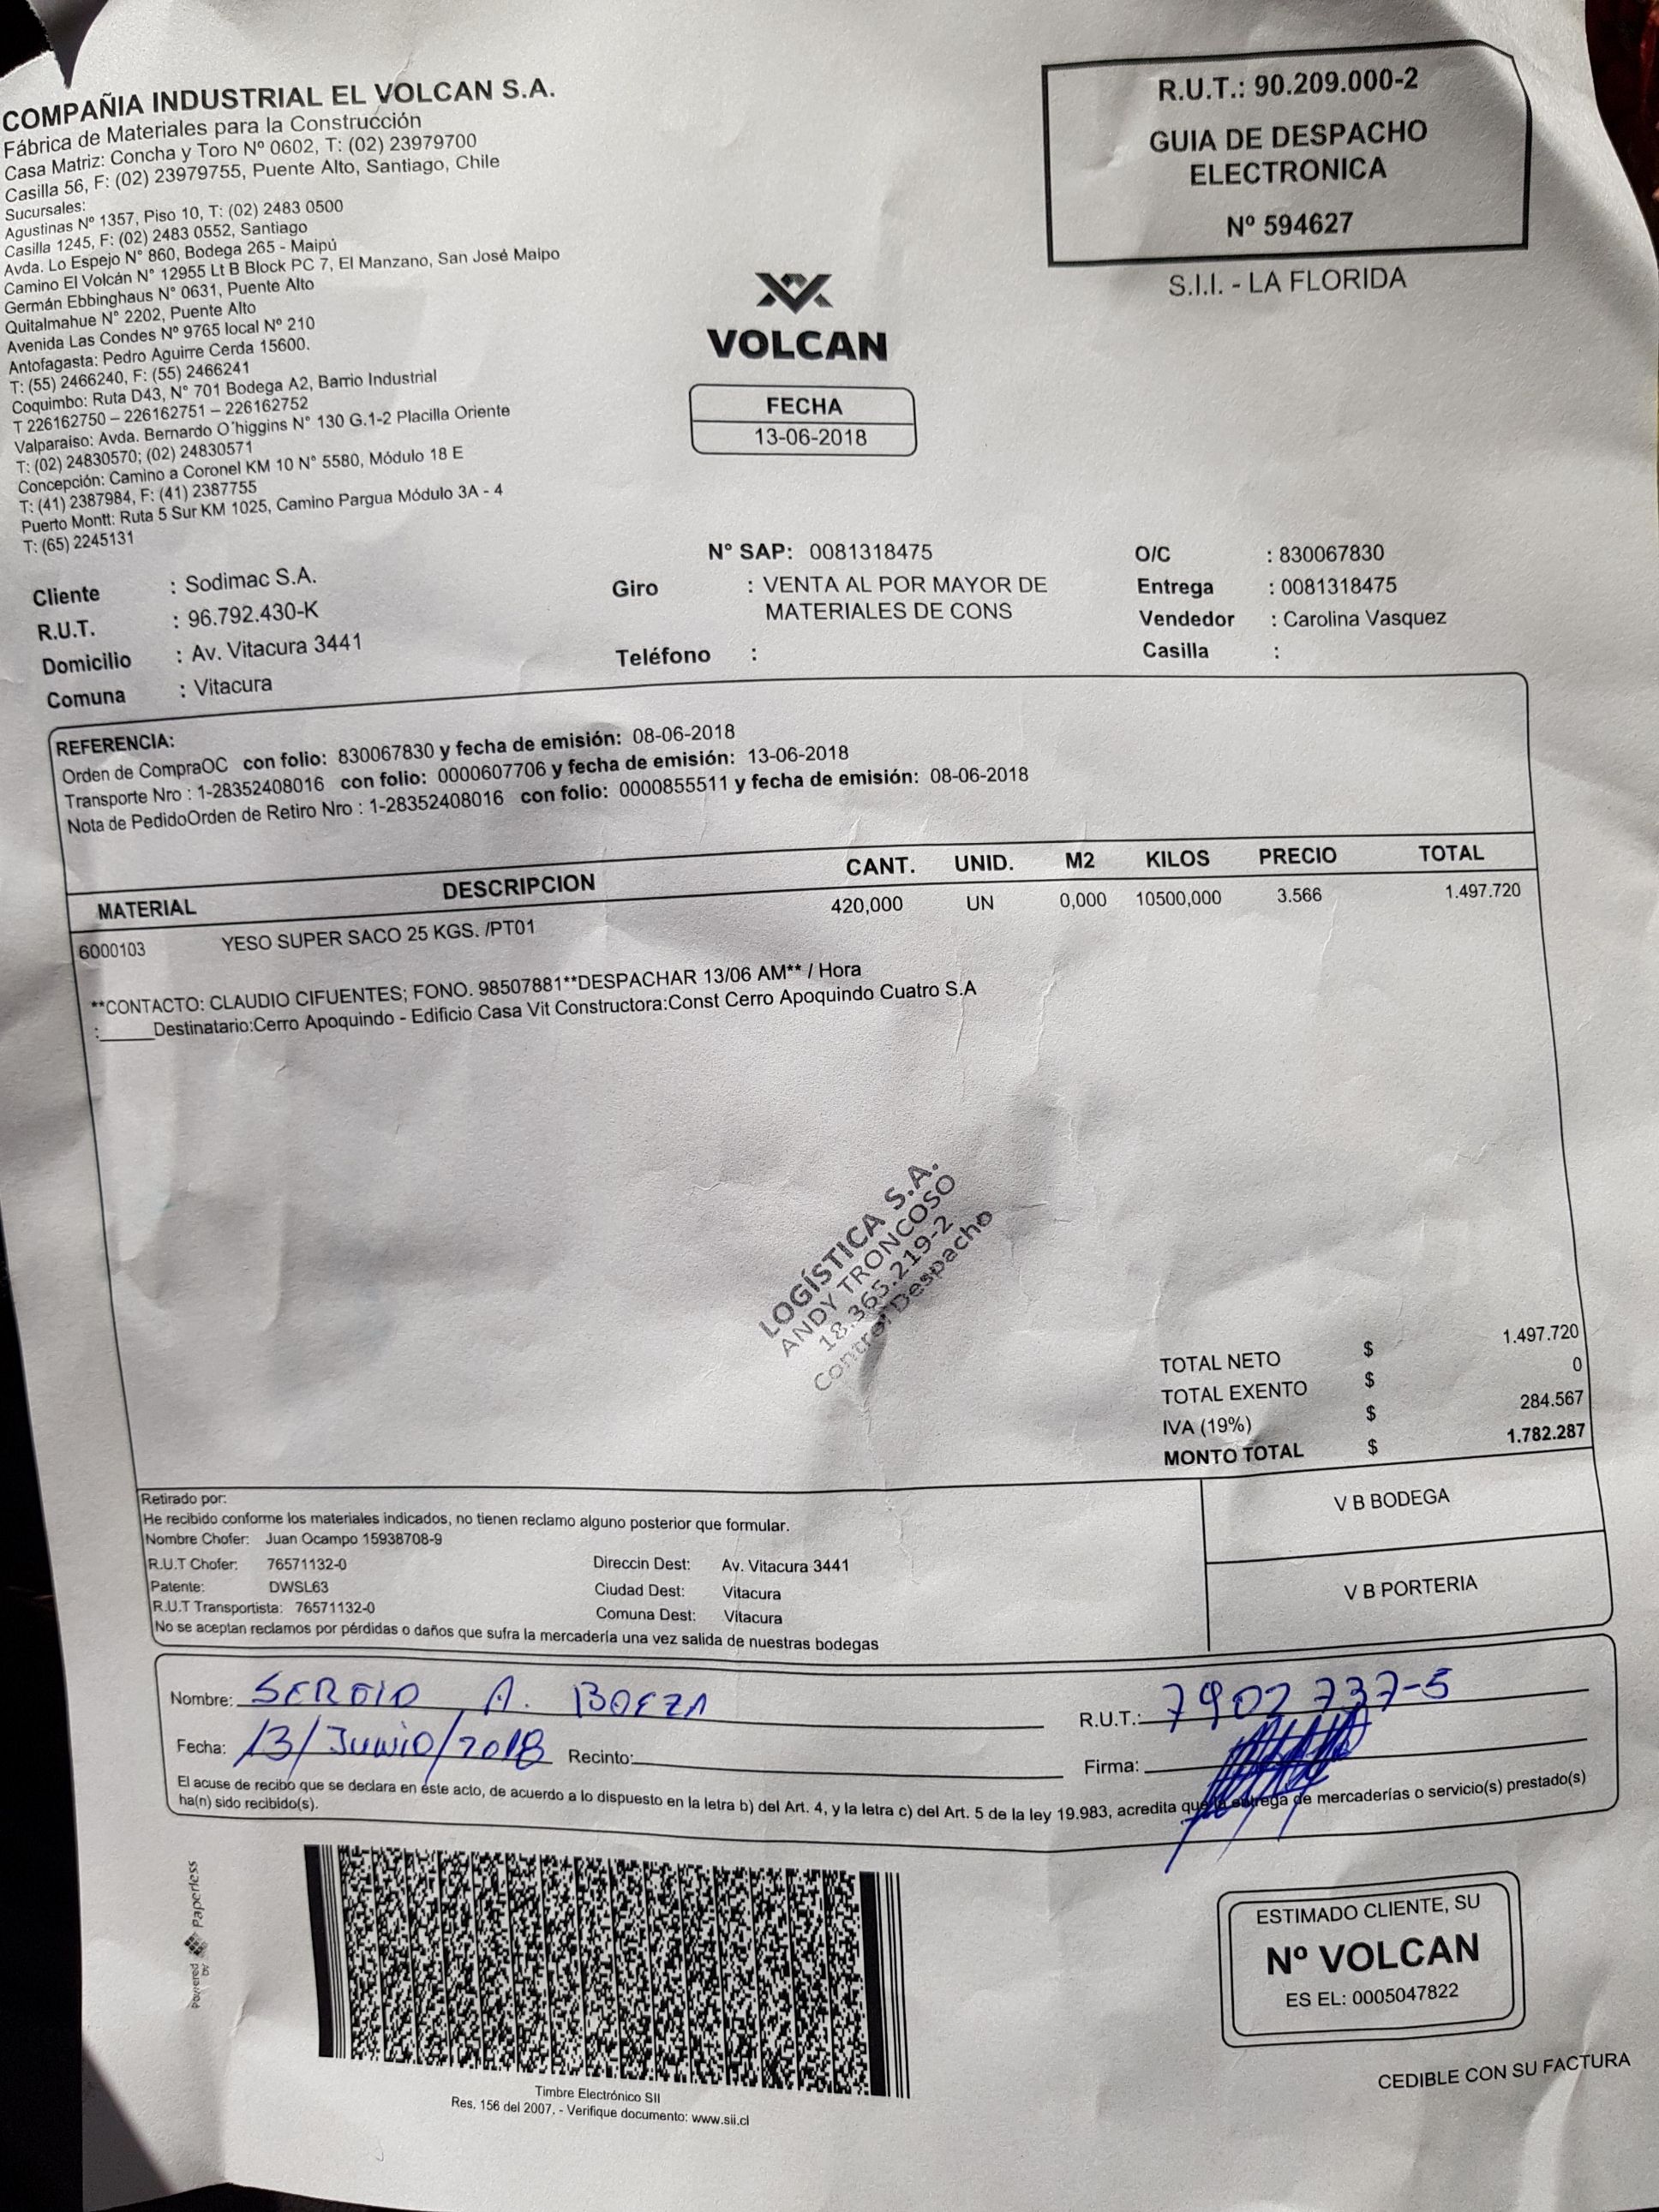 COMPAÑIA INDUSTRIAL EL VOLCAN S.A.
Fábrica de Materiales para la Construcción
Casa Matriz: Concha y Toro Nº 0602, T: (02) 23979700
Casilla 56, F: (02) 23979755, Puente Alto, Santiago, Chile
Sucursales:
Agustinas Nº 1357, Piso 10, T: (02) 2483 0500
Casilla 1245, F: (02) 2483 0552, Santiago
Avda. Lo Espejo N° 860, Bodega 265 - Maipú
Camino El Volcán N° 12955 Lt B Block PC 7, El Manzano, San José Maipo
Germán Ebbinghaus N° 0631, Puente Alto
Quitalmahue N° 2202, Puente Alto
Avenida Las Condes Nº 9765 local Nº 210
Antofagasta: Pedro Aguirre Cerda 15600.
T: (55) 2466240, F: (55) 2466241
Coquimbo: Ruta D43, N° 701 Bodega A2, Barrio Industrial
T 226162750 – 226162751 – 226162752
Valparaiso: Avda. Bernardo O´higgins N° 130 G.1-2 Placilla Oriente
T: (02) 24830570; (02) 24830571
Concepción: Camino a Coronel KM 10 N° 5580, Módulo 18 E
T: (41) 2387984, F: (41) 2387755
Puerto Montt: Ruta 5 Sur KM 1025, Camino Pargua Módulo 3A - 4
T: (65) 2245131
R.U.T.: 90.209.000-2
GUIA DE DESPACHO
ELECTRONICA
Nº 594627
S.I.I. - LA FLORIDA
VOLCAN
FECHA
13-06-2018
N° SAP: 0081318475
Cliente : Sodimac S.A.
R.U.T. : 96.792.430-K
Domicilio : Av. Vitacura 3441
Comuna : Vitacura
Giro : VENTA AL POR MAYOR DE
MATERIALES DE CONS
Teléfono :
O/C : 830067830
Entrega : 0081318475
Vendedor : Carolina Vasquez
Casilla :
REFERENCIA:
Orden de CompraOC con folio: 830067830 y fecha de emisión: 08-06-2018
Transporte Nro : 1-28352408016 con folio: 0000607706 y fecha de emisión: 13-06-2018
Nota de PedidoOrden de Retiro Nro : 1-28352408016 con folio: 0000855511 y fecha de emisión: 08-06-2018
MATERIAL DESCRIPCION CANT. UNID. M2 KILOS PRECIO TOTAL
6000103 YESO SUPER SACO 25 KGS. /PT01 420,000 UN 0,000 10500,000 3.566 1.497.720
**CONTACTO: CLAUDIO CIFUENTES; FONO. 98507881**DESPACHAR 13/06 AM** / Hora
:_____Destinatario:Cerro Apoquindo - Edificio Casa Vit Constructora:Const Cerro Apoquindo Cuatro S.A
LOGÍSTICA S.A.
ANDY TRONCOSO
18.365.219-2
Control Despacho
TOTAL NETO $ 1.497.720
TOTAL EXENTO $ 0
IVA (19%) $ 284.567
MONTO TOTAL $ 1.782.287
Retirado por:
He recibido conforme los materiales indicados, no tienen reclamo alguno posterior que formular.
Nombre Chofer: Juan Ocampo 15938708-9
R.U.T Chofer: 76571132-0 Direccin Dest: Av. Vitacura 3441
Patente: DWSL63 Ciudad Dest: Vitacura
R.U.T Transportista: 76571132-0 Comuna Dest: Vitacura
No se aceptan reclamos por pérdidas o daños que sufra la mercadería una vez salida de nuestras bodegas
V B BODEGA
V B PORTERIA
Nombre: SERGIO A. BAEZA R.U.T.: 7902737-5
Fecha: 13/Junio/2018 Recinto: Firma:
El acuse de recibo que se declara en este acto, de acuerdo a lo dispuesto en la letra b) del Art. 4, y la letra c) del Art. 5 de la ley 19.983, acredita que la entrega de mercaderías o servicio(s) prestado(s)
ha(n) sido recibido(s).
Powered by Paperless
Timbre Electrónico SII
Res. 156 del 2007. - Verifique documento: www.sii.cl
ESTIMADO CLIENTE, SU
Nº VOLCAN
ES EL: 0005047822
CEDIBLE CON SU FACTURA